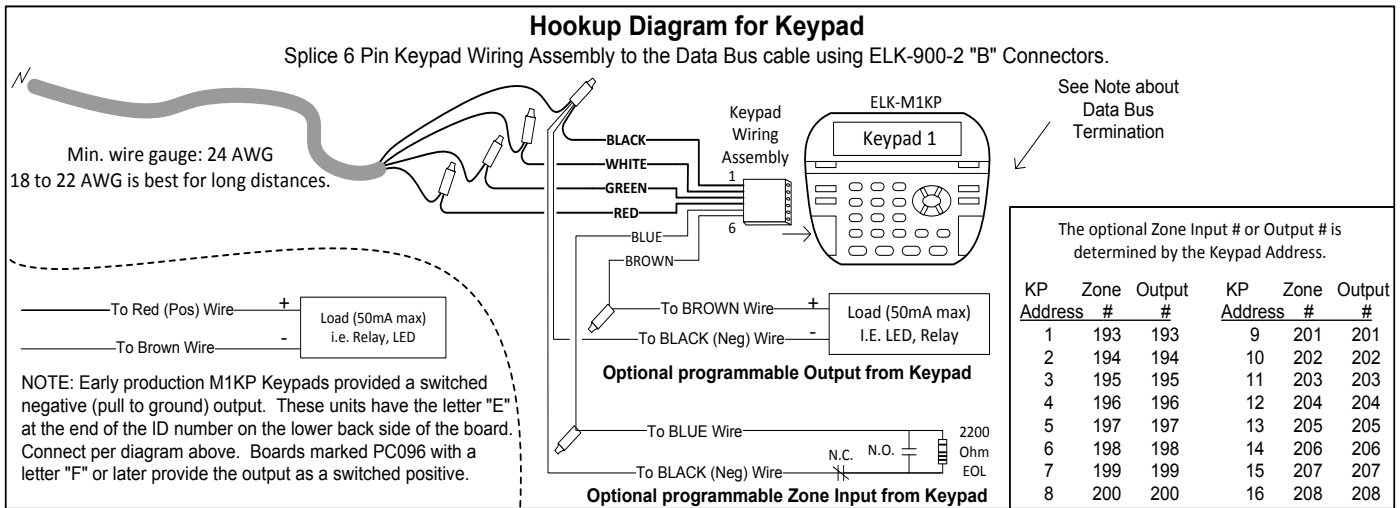 Hookup Diagram for Keypad
Splice 6 Pin Keypad Wiring Assembly to the Data Bus cable using ELK-900-2 "B" Connectors.
Min. wire gauge: 24 AWG
18 to 22 AWG is best for long distances.
BLACK
WHITE
GREEN
RED
BLUE
BROWN
Keypad
Wiring
Assembly
1
6
ELK-M1KP
Keypad 1
See Note about
Data Bus
Termination
To Red (Pos) Wire
+
To Brown Wire
-
Load (50mA max)
i.e. Relay, LED
NOTE: Early production M1KP Keypads provided a switched
negative (pull to ground) output. These units have the letter "E"
at the end of the ID number on the lower back side of the board.
Connect per diagram above. Boards marked PC096 with a
letter "F" or later provide the output as a switched positive.
To BROWN Wire
+
To BLACK (Neg) Wire
-
Load (50mA max)
I.E. LED, Relay
Optional programmable Output from Keypad
To BLUE Wire
To BLACK (Neg) Wire
N.C.
N.O.
2200
Ohm
EOL
Optional programmable Zone Input from Keypad
The optional Zone Input # or Output # is
determined by the Keypad Address.
KP Zone Output KP Zone Output
Address # # Address # #
1 193 193 9 201 201
2 194 194 10 202 202
3 195 195 11 203 203
4 196 196 12 204 204
5 197 197 13 205 205
6 198 198 14 206 206
7 199 199 15 207 207
8 200 200 16 208 208